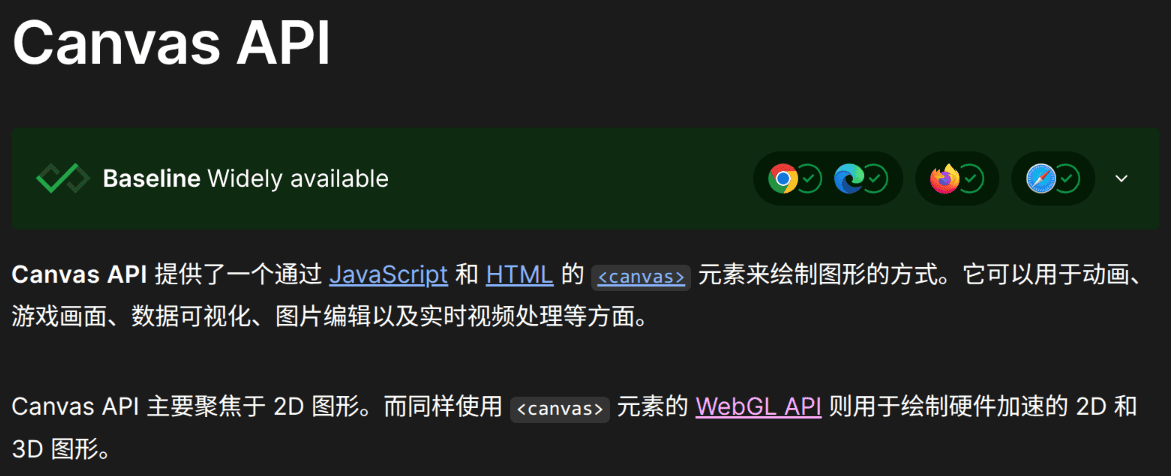 Canvas API
Baseline Widely available
Canvas API 提供了一个通过 JavaScript 和 HTML 的 <canvas> 元素来绘制图形的方式。它可以用于动画、
游戏画面、数据可视化、图片编辑以及实时视频处理等方面。
Canvas API 主要聚焦于 2D 图形。而同样使用 <canvas> 元素的 WebGL API 则用于绘制硬件加速的 2D 和
3D 图形。